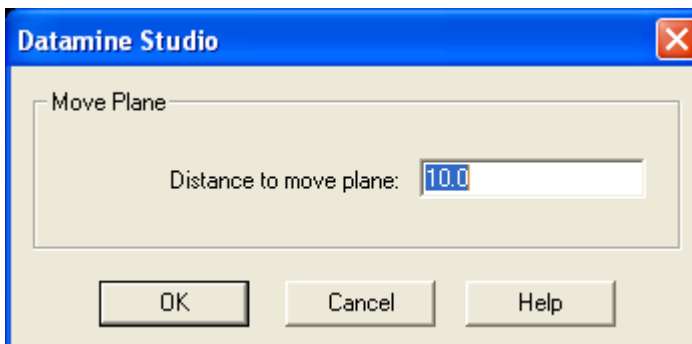 Datamine Studio
Move Plane
Distance to move plane: 10.0
OK Cancel Help